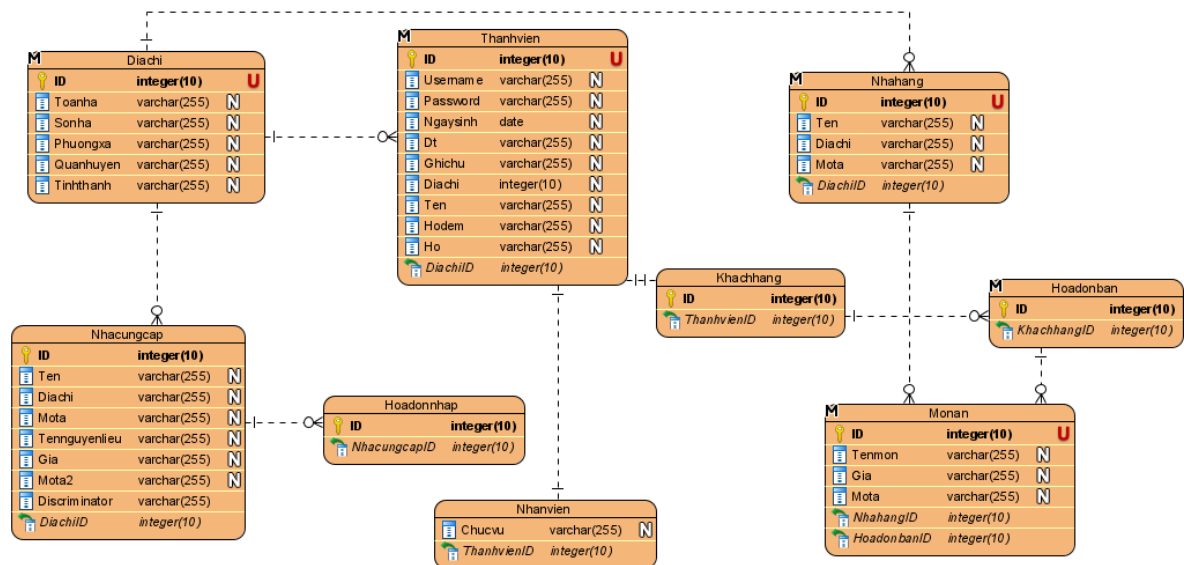 M
Diachi
ID integer(10) U
Toanha varchar(255) N
Sonha varchar(255) N
Phuongxa varchar(255) N
Quanhuyen varchar(255) N
Tinhthanh varchar(255) N
M
Thanhvien
ID integer(10) U
Username varchar(255) N
Password varchar(255) N
Ngaysinh date N
Dt varchar(255) N
Ghichu varchar(255) N
Diachi integer(10) N
Ten varchar(255) N
Hodem varchar(255) N
Ho varchar(255) N
DiachiID integer(10)
M
Nhahang
ID integer(10) U
Ten varchar(255) N
Diachi varchar(255) N
Mota varchar(255) N
DiachiID integer(10)
Khachhang
ID integer(10)
ThanhvienID integer(10)
M
Hoadonban
ID integer(10)
KhachhangID integer(10)
Nhacungcap
ID integer(10)
Ten varchar(255) N
Diachi varchar(255) N
Mota varchar(255) N
Tennguyenlieu varchar(255) N
Gia varchar(255) N
Mota2 varchar(255) N
Discriminator varchar(255)
DiachiID integer(10)
Hoadonnhap
ID integer(10)
NhacungcapID integer(10)
Nhanvien
Chucvu varchar(255) N
ThanhvienID integer(10)
M
Monan
ID integer(10) U
Tenmon varchar(255) N
Gia varchar(255) N
Mota varchar(255) N
NhahangID integer(10)
HoadonbanID integer(10)